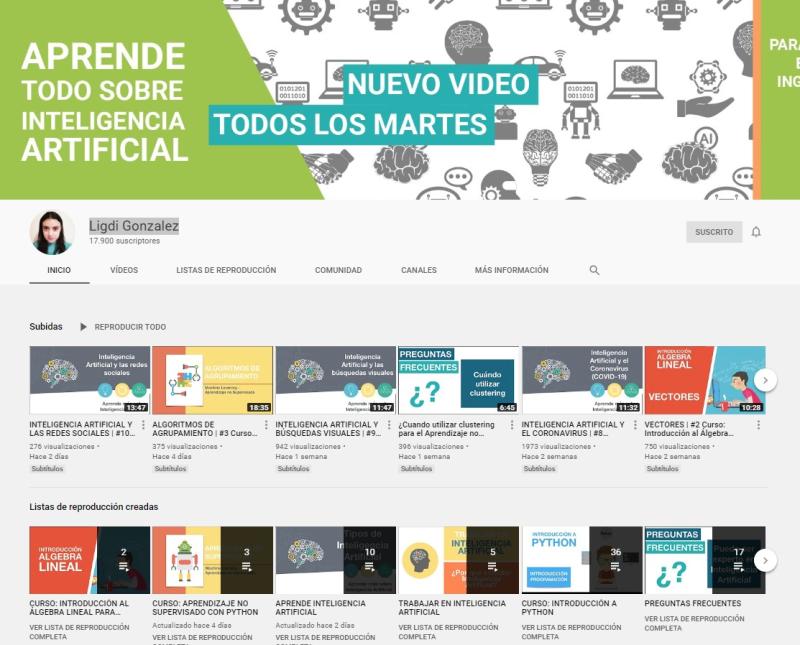 APRENDE
TODO SOBRE
INTELIGENCIA
ARTIFICIAL
NUEVO VIDEO
TODOS LOS MARTES
0101201
0011010
0101201
0011010
AI
PARA
ING
Ligdi Gonzalez
17.900 suscriptores
SUSCRITO
INICIO VÍDEOS LISTAS DE REPRODUCCIÓN COMUNIDAD CANALES MÁS INFORMACIÓN
Subidas REPRODUCIR TODO
Inteligencia
Artificial y las redes
sociales
13:47
ALGORITMOS DE
AGRUPAMIENTO
Machine Learning -
Aprendizaje no Supervisado
18:35
Inteligencia
Artificial y las
búsquedas visuales
11:47
PREGUNTAS
FRECUENTES
¿?
Cuándo
utilizar
clustering
6:45
Inteligencia
Artificial y el
Coronavirus
(COVID-19)
11:32
INTRODUCCIÓN
ALGEBRA
LINEAL
VECTORES
10:28
INTELIGENCIA ARTIFICIAL Y
LAS REDES SOCIALES | #10...
276 visualizaciones •
Hace 2 días
Subtítulos
ALGORITMOS DE
AGRUPAMIENTO | #3 Curso...
375 visualizaciones •
Hace 4 días
Subtítulos
INTELIGENCIA ARTIFICIAL Y
BÚSQUEDAS VISUALES | #9...
942 visualizaciones •
Hace 1 semana
Subtítulos
¿Cuando utilizar clustering
para el Aprendizaje no...
396 visualizaciones •
Hace 1 semana
Subtítulos
INTELIGENCIA ARTIFICIAL Y
EL CORONAVIRUS | #8...
1973 visualizaciones •
Hace 2 semanas
Subtítulos
VECTORES | #2 Curso:
Introducción al Álgebra...
750 visualizaciones •
Hace 2 semanas
Subtítulos
Listas de reproducción creadas
INTRODUCCIÓN
ALGEBRA
LINEAL
2
3
Tipos de
10
INTELIGENCIA
ARTIFICIAL
5
INTRODUCCIÓN A
PYTHON
INTRODUCCIÓN
PROGRAMACIÓN
36
PREGUNTAS
FRECUENTES
¿?
17
CURSO: INTRODUCCIÓN AL
ÁLGEBRA LINEAL PARA...
VER LISTA DE REPRODUCCIÓN
COMPLETA
CURSO: APRENDIZAJE NO
SUPERVISADO CON PYTHON
Actualizado hace 4 días
VER LISTA DE REPRODUCCIÓN
COMPLETA
APRENDE INTELIGENCIA
ARTIFICIAL
Actualizado hace 2 días
VER LISTA DE REPRODUCCIÓN
COMPLETA
TRABAJAR EN INTELIGENCIA
ARTIFICIAL
VER LISTA DE REPRODUCCIÓN
COMPLETA
CURSO: INTRODUCCIÓN A
PYTHON
VER LISTA DE REPRODUCCIÓN
COMPLETA
PREGUNTAS FRECUENTES
VER LISTA DE REPRODUCCIÓN
COMPLETA